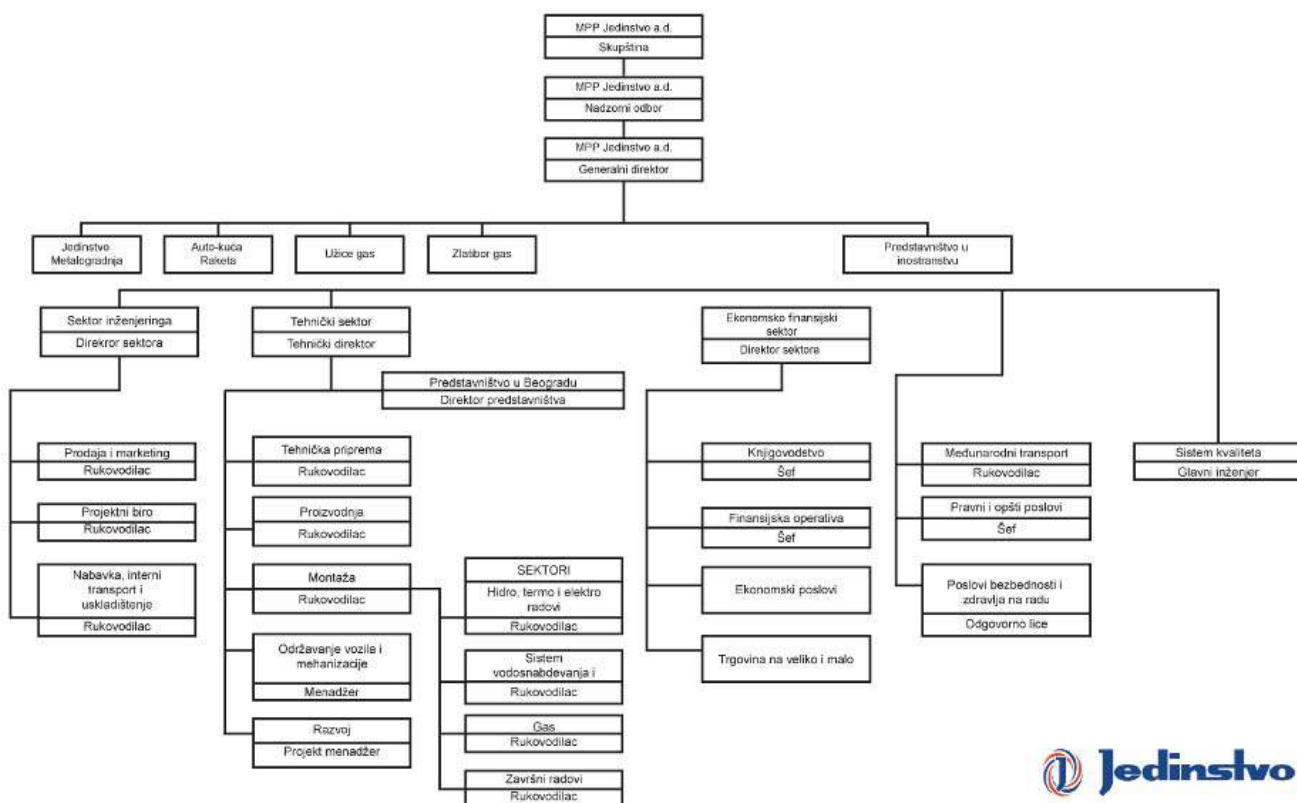 MPP Jedinstvo a.d.
Skupština
MPP Jedinstvo a.d.
Nadzorni odbor
MPP Jedinstvo a.d.
Generalni direktor
Jedinstvo
Metalogradnja
Auto-kuća
Raketa
Užice gas
Zlatibor gas
Predstavništvo u
inostranstvu
Sektor inženjeringa
Direkror sektora
Tehnički sektor
Tehnički direktor
Ekonomsko finansijski
sektor
Direktor sektora
Predstavništvo u Beogradu
Direktor predstavništva
Prodaja i marketing
Rukovodilac
Projektni biro
Rukovodilac
Nabavka, interni
transport i
uskladištenje
Rukovodilac
Tehnička priprema
Rukovodilac
Proizvodnja
Rukovodilac
Montaža
Rukovodilac
Održavanje vozila i
mehanizacije
Menadžer
Razvoj
Projekt menadžer
SEKTORI
Hidro, termo i elektro
radovi
Rukovodilac
Sistem
vodosnabdevanja i
Rukovodilac
Gas
Rukovodilac
Završni radovi
Rukovodilac
Knjigovodstvo
Šef
Finansijska operativa
Šef
Ekonomski poslovi
Trgovina na veliko i malo
Međunarodni transport
Rukovodilac
Pravni i opšti poslovi
Šef
Poslovi bezbednosti i
zdravlja na radu
Odgovorno lice
Sistem kvaliteta
Glavni inženjer
Jedinstvo